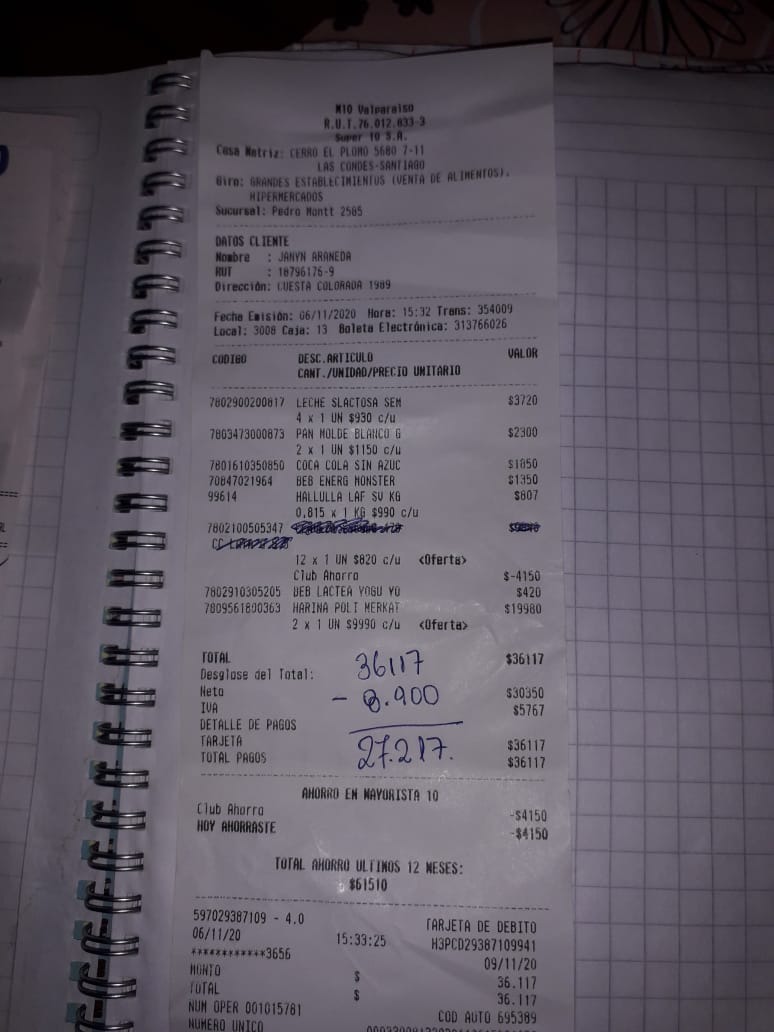 M10 Valparaiso
R.U.T.76.012.833-3
Super 10 S.A.
Casa Matriz: CERRO EL PLOMO 5680 7-11
LAS CONDES-SANTIAGO
Giro: GRANDES ESTABLECIMIENTOS (VENTA DE ALIMENTOS).
HIPERMERCADOS
Sucursal: Pedro Montt 2585
DATOS CLIENTE
Nombre : JANYN ARANEDA
RUT : 18796176-9
Dirección: CUESTA COLORADA 1989
Fecha Emisión: 06/11/2020 Hora: 15:32 Trans: 354009
Local: 3008 Caja: 13 Boleta Electrónica: 313766026
CODIGO DESC.ARTICULO VALOR
CANT./UNIDAD/PRECIO UNITARIO
7802900200817 LECHE SLACTOSA SEM $3720
4 x 1 UN $930 c/u
7803473000873 PAN MOLDE BLANCO G $2300
2 x 1 UN $1150 c/u
7801610350850 COCA COLA SIN AZUC $1850
70847021964 BEB ENERG MONSTER $1350
99614 HALLULLA LAF SV KG $807
0,815 x 1 KG $990 c/u
7802100505347
12 x 1 UN $820 c/u <Oferta>
Club Ahorro $-4150
7802910305205 BEB LACTEA YOGU YO $420
7809561800363 HARINA POLI MERKAT $19980
2 x 1 UN $9990 c/u <Oferta>
TOTAL $36117
Desglose del Total: 36117
Neto - 8.900 $30350
IVA $5767
DETALLE DE PAGOS
TARJETA 27.217. $36117
TOTAL PAGOS $36117
AHORRO EN MAYORISTA 10
Club Ahorro -$4150
HOY AHORRASTE -$4150
TOTAL AHORRO ULTIMOS 12 MESES:
$61510
597029387109 - 4.0 TARJETA DE DEBITO
06/11/20 15:33:25 H3PCD29387109941
************3656 09/11/20
MONTO $ 36.117
TOTAL $ 36.117
NUM OPER 001015781 COD AUTO 695389
NUMERO UNICO